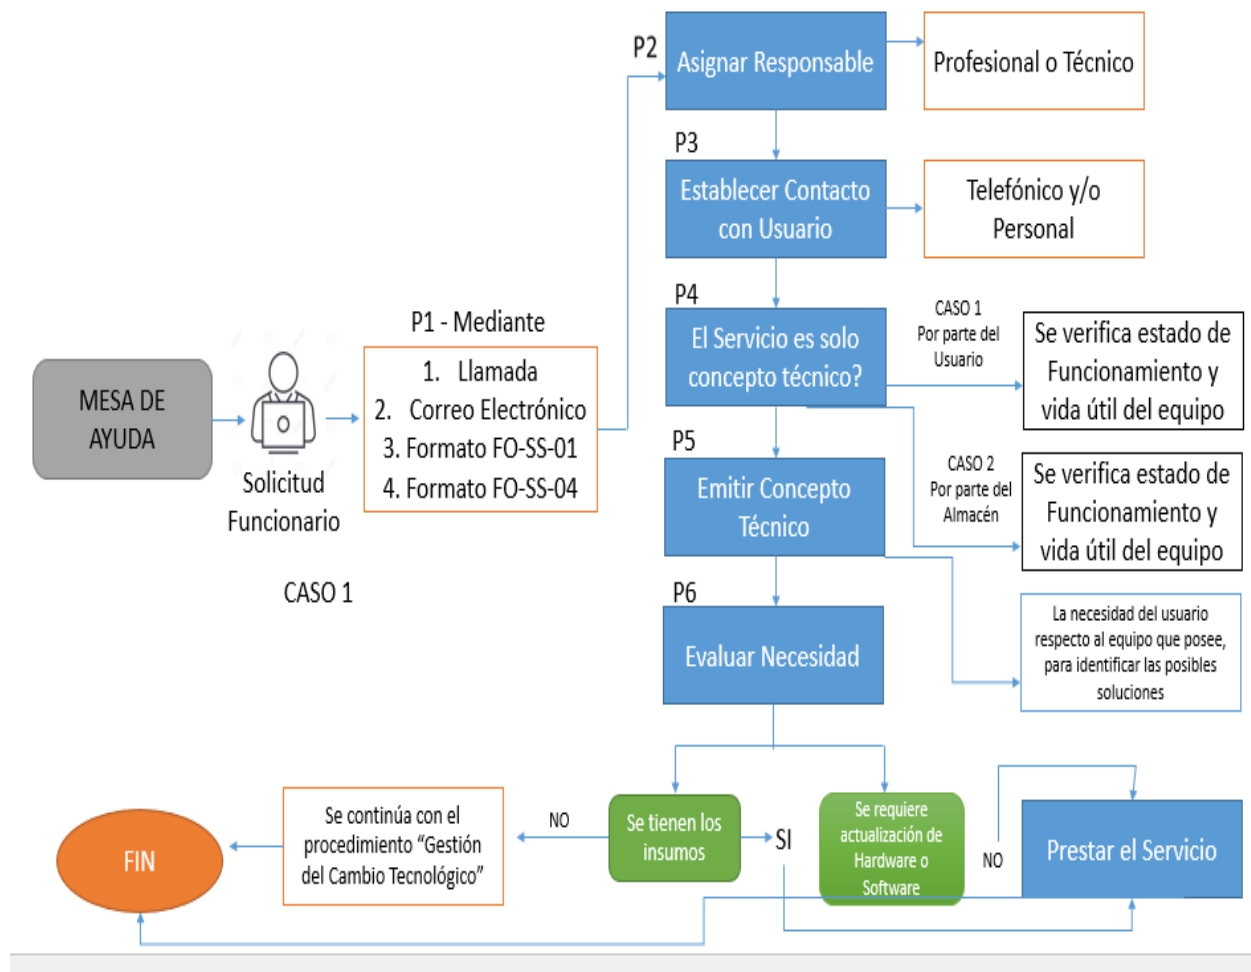 P2
Asignar Responsable
Profesional o Técnico
P3
Establecer Contacto
con Usuario
Telefónico y/o
Personal
P4
El Servicio es solo
concepto técnico?
CASO 1
Por parte del
Usuario
Se verifica estado de
Funcionamiento y
vida útil del equipo
P1 - Mediante
1. Llamada
2. Correo Electrónico
3. Formato FO-SS-01
4. Formato FO-SS-04
MESA DE
AYUDA
Solicitud
Funcionario
CASO 1
P5
Emitir Concepto
Técnico
CASO 2
Por parte del
Almacén
Se verifica estado de
Funcionamiento y
vida útil del equipo
P6
Evaluar Necesidad
La necesidad del usuario
respecto al equipo que posee,
para identificar las posibles
soluciones
FIN
Se continúa con el
procedimiento “Gestión
del Cambio Tecnológico”
NO
Se tienen los
insumos
SI
Se requiere
actualización de
Hardware o
Software
NO
Prestar el Servicio